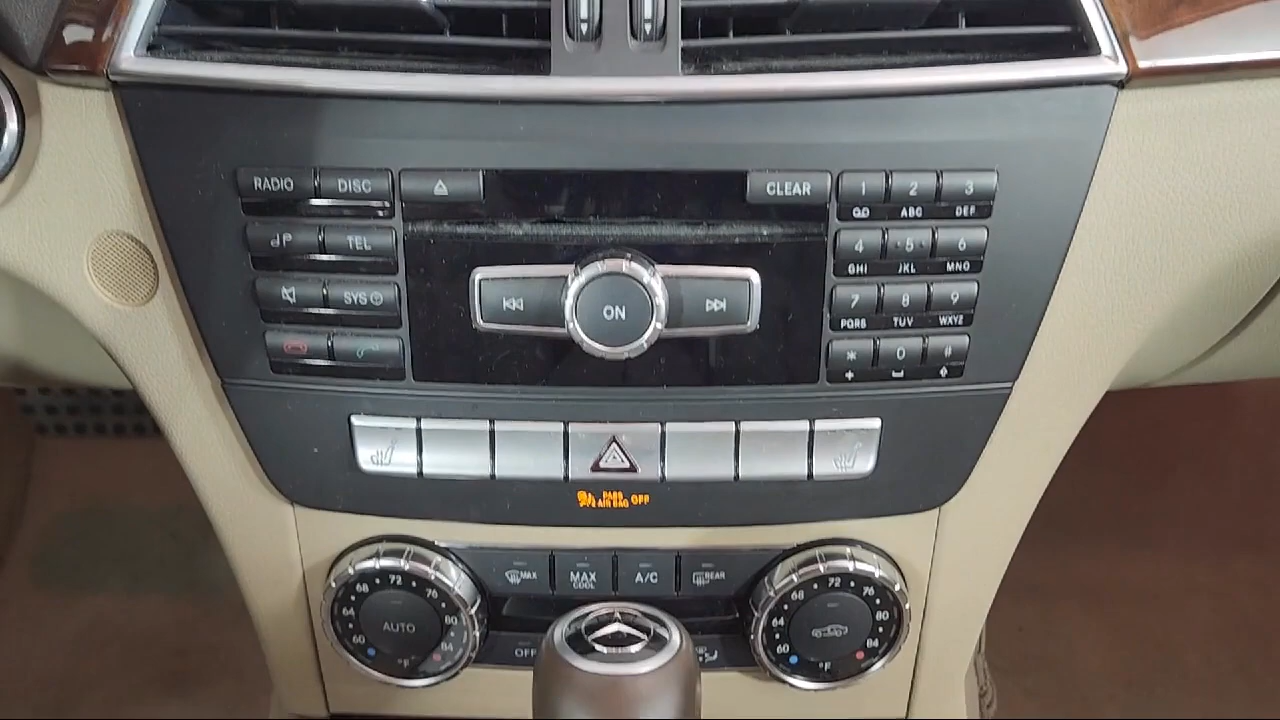 RADIO DISC CLEAR 1 2 3
ABC DEF
TEL 4 5 6
GHI JKL MNO
SYS 7 8 9
PQRS TUV WXYZ
ON
* 0 #
+
PASS OFF
AIR BAG
MAX MAX A/C REAR
COOL
60 64 68 72 76 80 84 °F
AUTO
60 64 68 72 76 80 84 °F
OFF